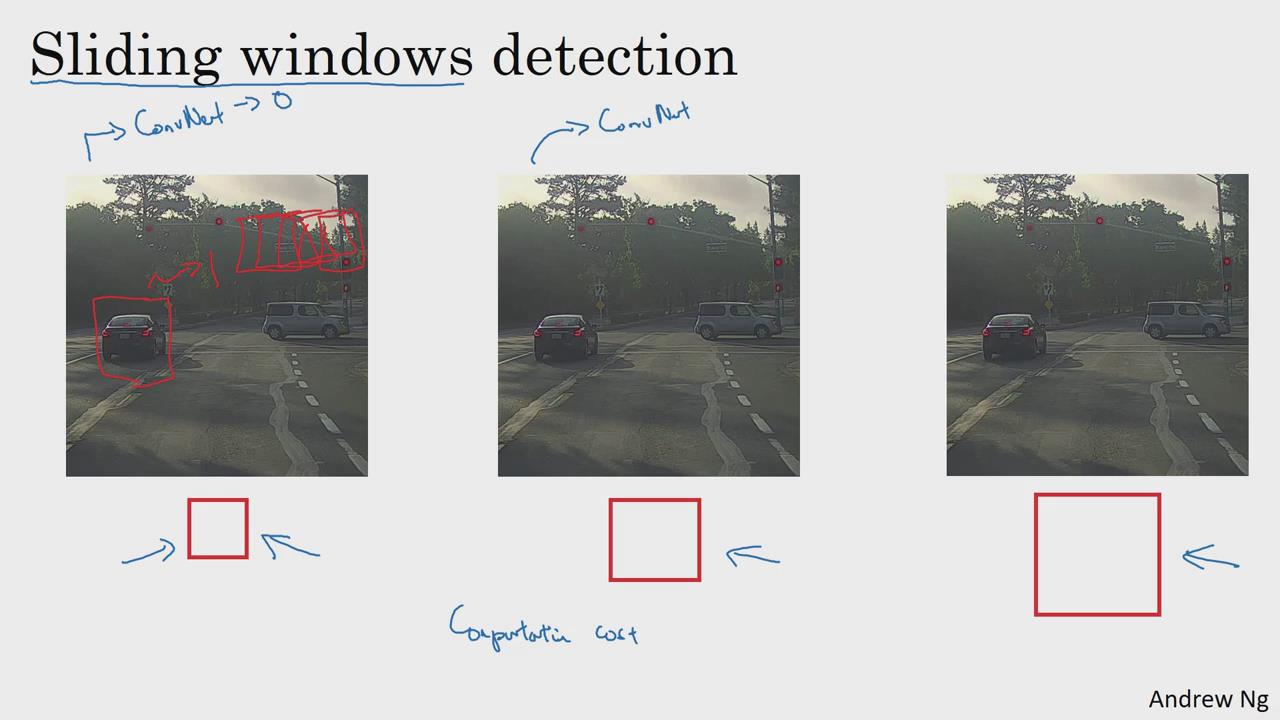 Sliding windows detection
ConvNet → 0
ConvNet
→ 1
Computation cost
Andrew Ng